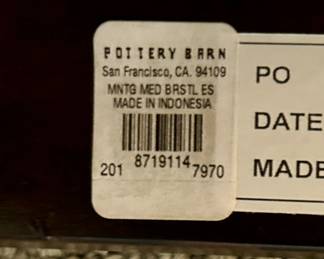 POTTERY BARN
San Francisco, CA. 94109
MNTG MED BRSTL ES
MADE IN INDONESIA
8719114
201 7970
PO
DATE
MADE